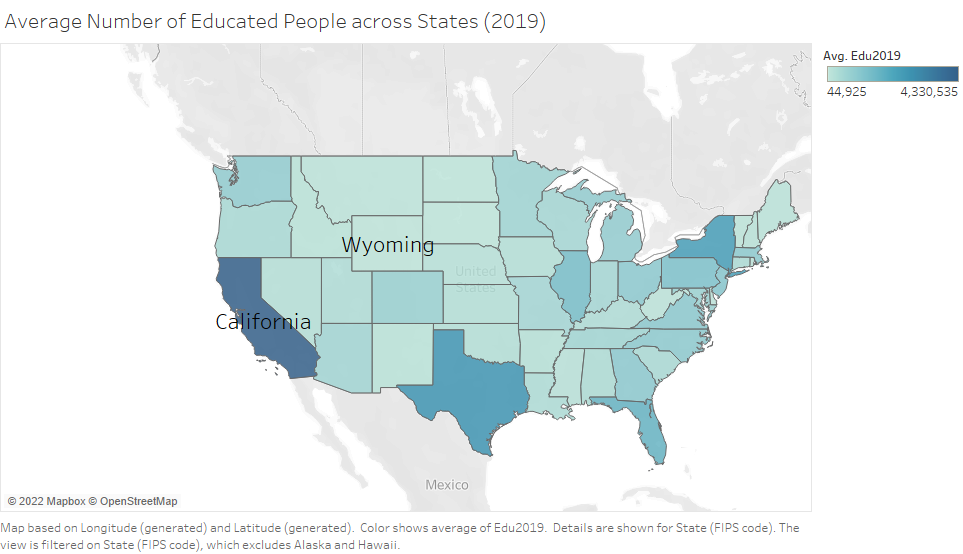 Average Number of Educated People across States (2019)
Avg. Edu2019
44,925 4,330,535
Wyoming
United
States
California
Mexico
© 2022 Mapbox © OpenStreetMap
Map based on Longitude (generated) and Latitude (generated).  Color shows average of Edu2019.  Details are shown for State (FIPS code). The
view is filtered on State (FIPS code), which excludes Alaska and Hawaii.